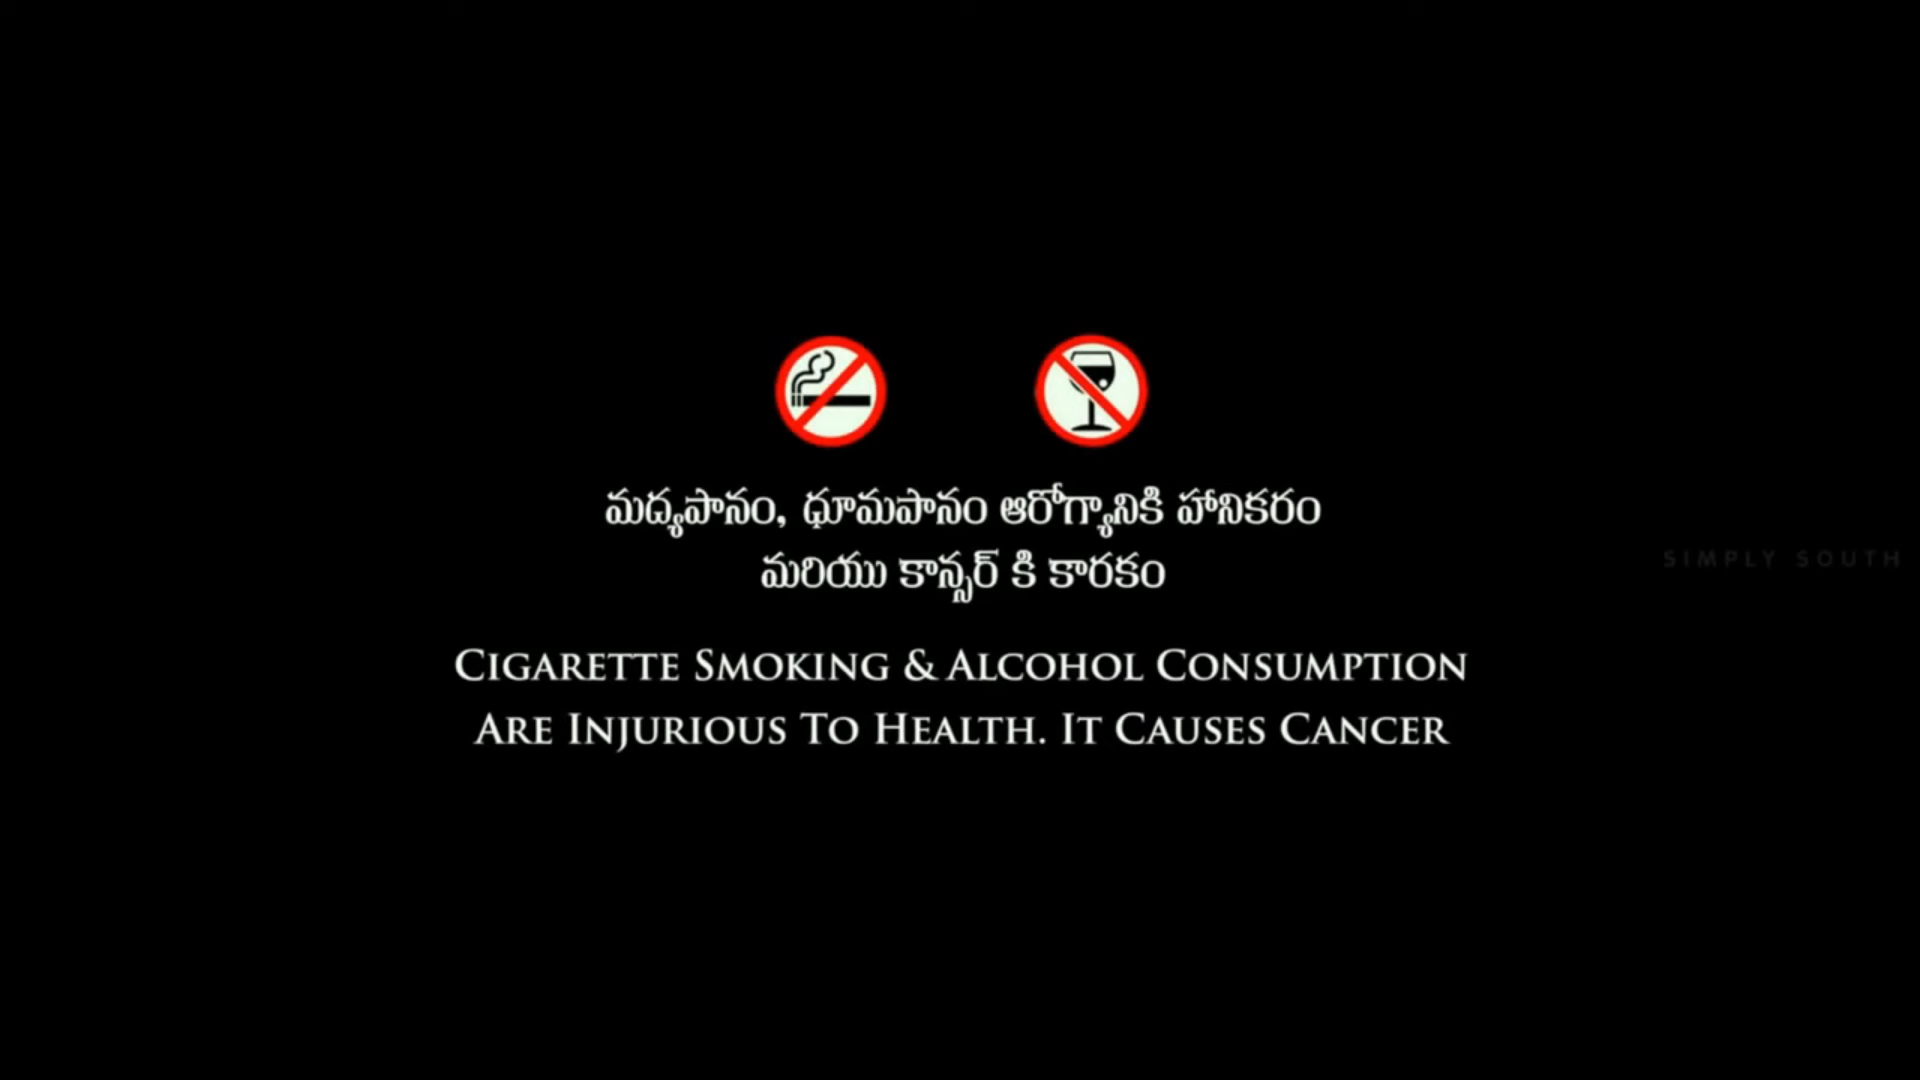 మద్యపానం, ధూమపానం ఆరోగ్యానికి హానికరం
మరియు కాన్సర్ కి కారకం
SIMPLY SOUTH
CIGARETTE SMOKING & ALCOHOL CONSUMPTION
ARE INJURIOUS TO HEALTH. IT CAUSES CANCER